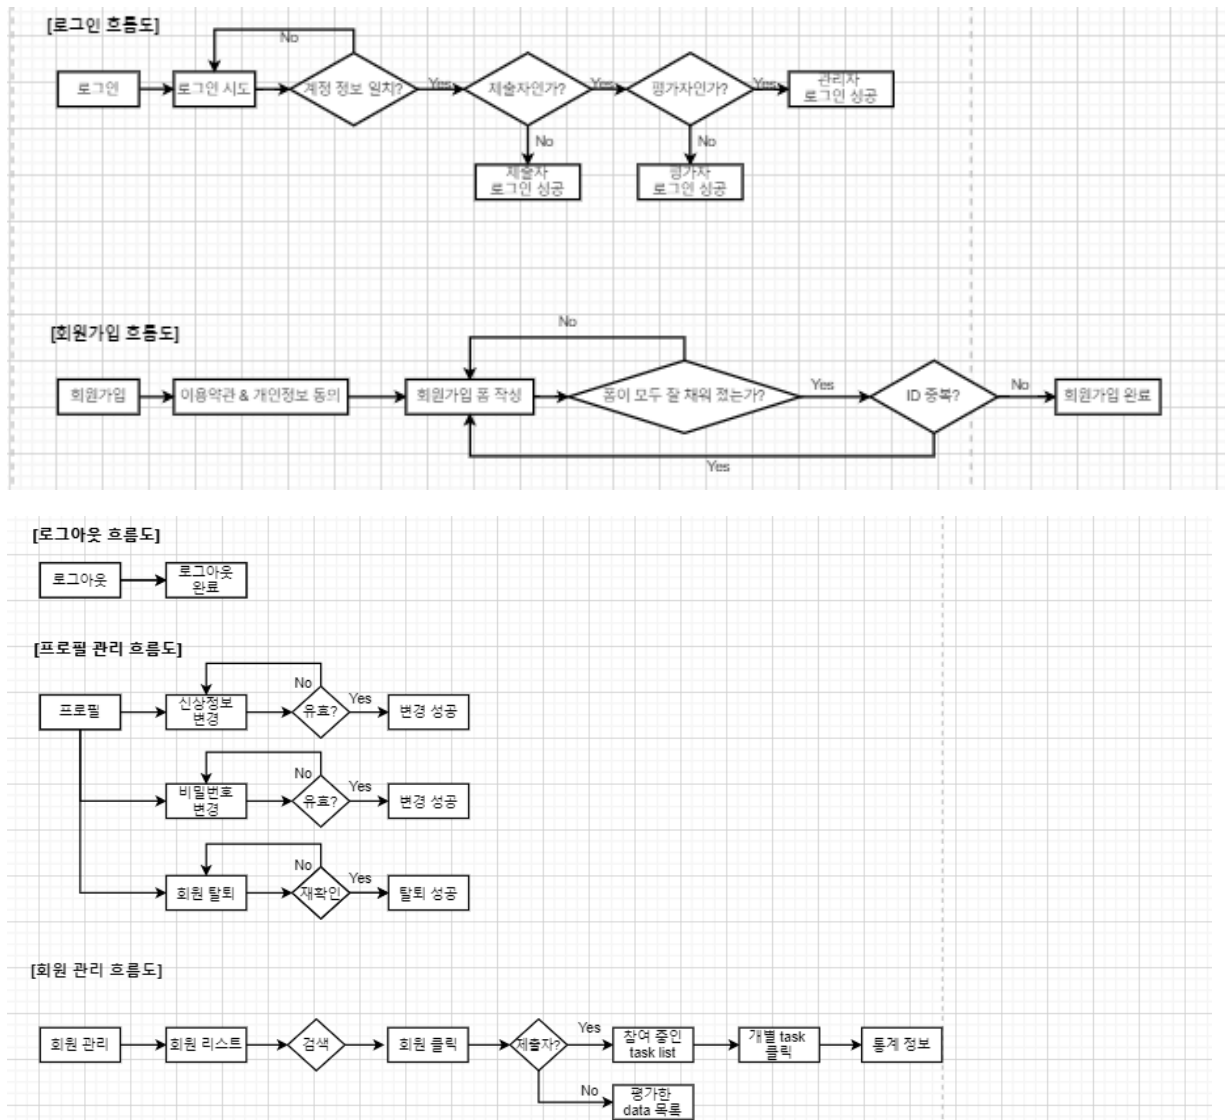 [로그인 흐름도]
No
로그인
로그인 시도
계정 정보 일치?
Yes
제출자인가?
Yes
평가자인가?
Yes
관리자
로그인 성공
No
No
제출자
로그인 성공
평가자
로그인 성공
[회원가입 흐름도]
No
회원가입
이용약관 & 개인정보 동의
회원가입 폼 작성
폼이 모두 잘 채워 졌는가?
Yes
ID 중복?
No
회원가입 완료
Yes
[로그아웃 흐름도]
로그아웃
로그아웃
완료
[프로필 관리 흐름도]
프로필
신상정보
변경
No
유효?
Yes
변경 성공
비밀번호
변경
No
유효?
Yes
변경 성공
회원 탈퇴
No
재확인
Yes
탈퇴 성공
[회원 관리 흐름도]
회원 관리
회원 리스트
검색
회원 클릭
제출자?
Yes
참여 중인
task list
개별 task
클릭
통계 정보
No
평가한
data 목록